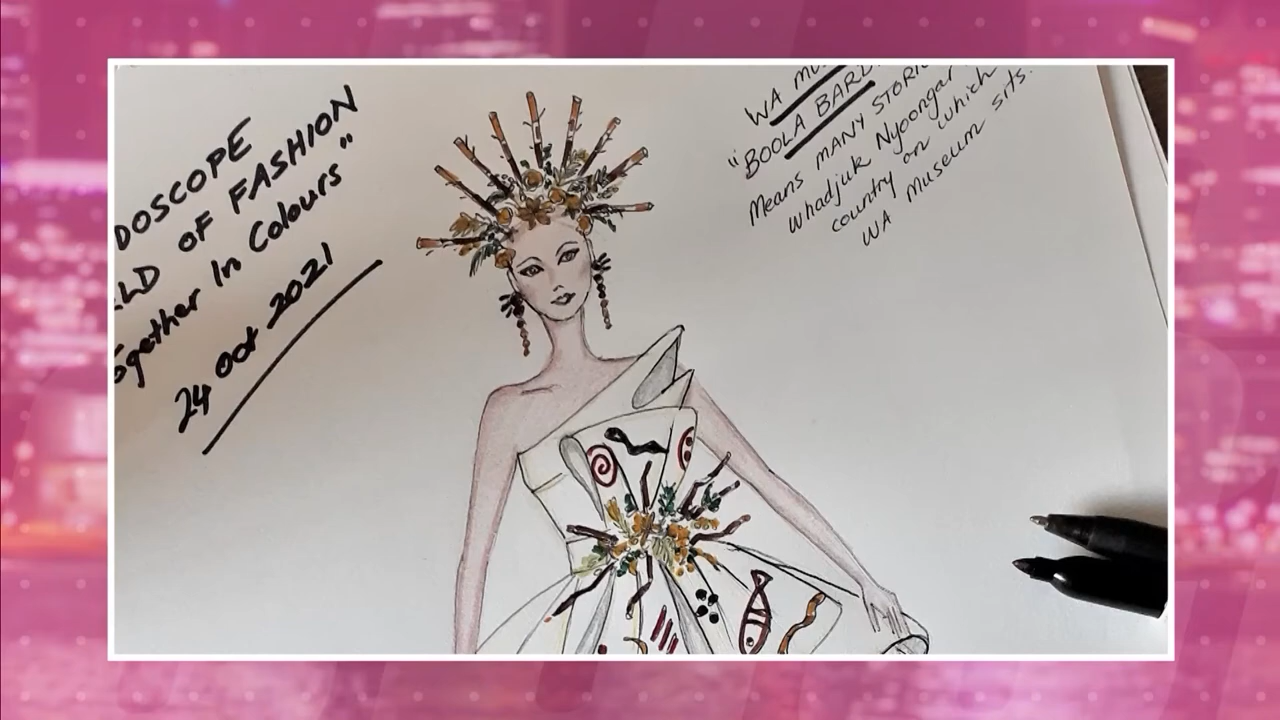 DOSCOPE
LD OF FASHION
ogether In Colours"
24 Oct 2021
WA MU
"BOOLA BARD
Means MANY STORI
Whadjuk Nyoongar
country on which
WA Museum sits.